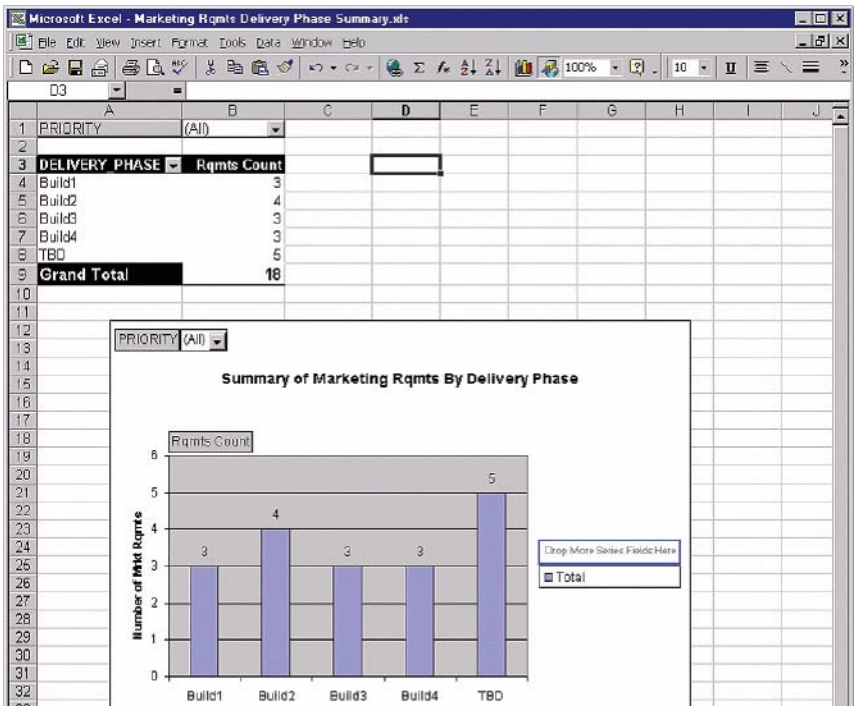 Microsoft Excel - Marketing Rqmts Delivery Phase Summary.xls
File Edit View Insert Format Tools Data Window Help
100% 10 U
D3 =
A B C D E F G H I J
1 PRIORITY (All)
2
3 DELIVERY_PHASE Rqmts Count
4 Build1 3
5 Build2 4
6 Build3 3
7 Build4 3
8 TBD 5
9 Grand Total 18
10
11
12
13
14
15
16
17
18
19
20
21
22
23
24
25
26
27
28
29
30
31
32
PRIORITY (All)
Summary of Marketing Rqmts By Delivery Phase
Rqmts Count
Number of Mrkt Rqmts
6
5
4
3
2
1
0
3 4 3 3 5
Build1 Build2 Build3 Build4 TBD
Drop More Series Fields Here
Total